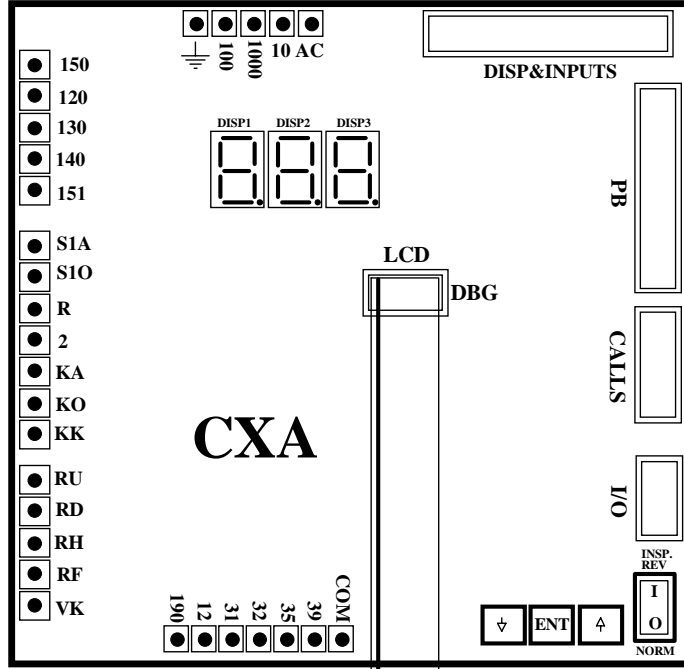 100
1000
10 AC
DISP&INPUTS
150
120
130
140
151
DISP1 DISP2 DISP3
PB
S1A
S1O
R
2
KA
KO
KK
LCD
DBG
CALLS
CXA
RU
RD
RH
RF
VK
I/O
INSP.
REV
I
O
NORM
190
12
31
32
35
39
COM
ENT